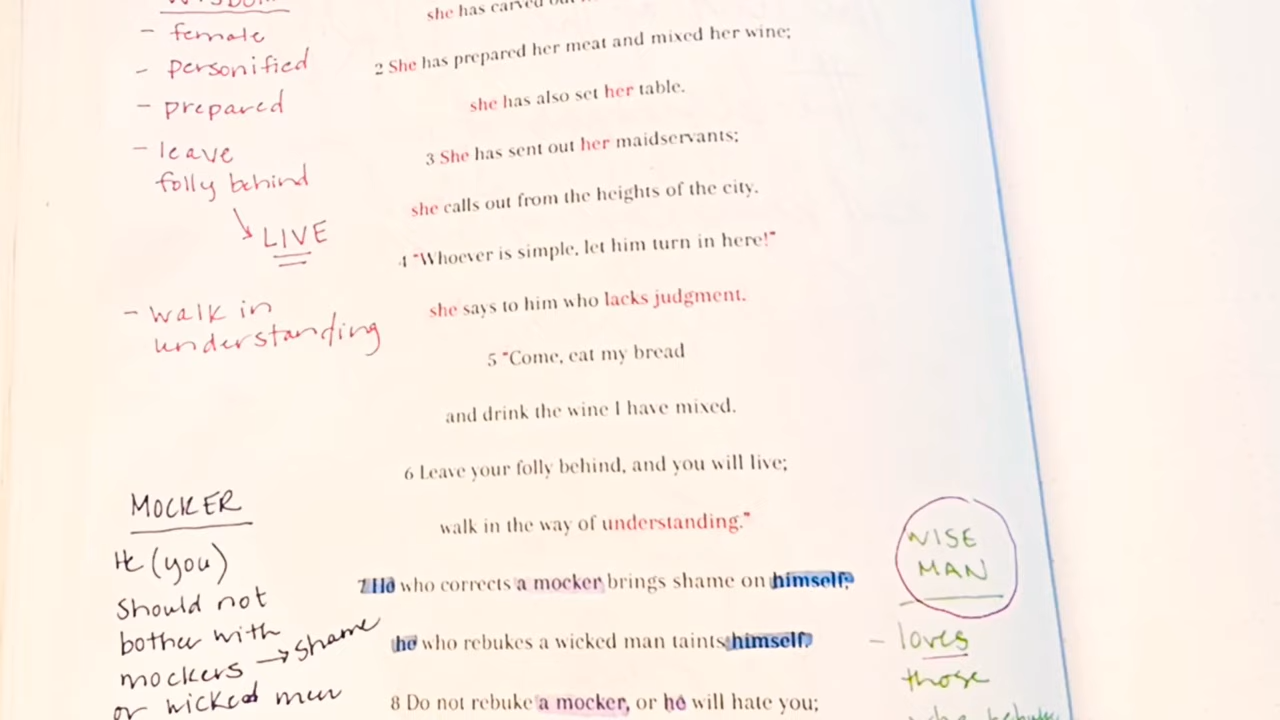 WISDOM
- female
- personified
- prepared
- leave
folly behind
LIVE
- walk in
understanding
she has carved out
2 She has prepared her meat and mixed her wine;
she has also set her table.
3 She has sent out her maidservants;
she calls out from the heights of the city.
4 "Whoever is simple, let him turn in here!"
she says to him who lacks judgment.
5 "Come, eat my bread
and drink the wine I have mixed.
6 Leave your folly behind, and you will live;
walk in the way of understanding."
7 He who corrects a mocker brings shame on himself;
he who rebukes a wicked man taints himself.
8 Do not rebuke a mocker, or he will hate you;
MOCKER
He (you)
should not
bother with
mockers → shame
or wicked men
WISE
MAN
- loves
those
who